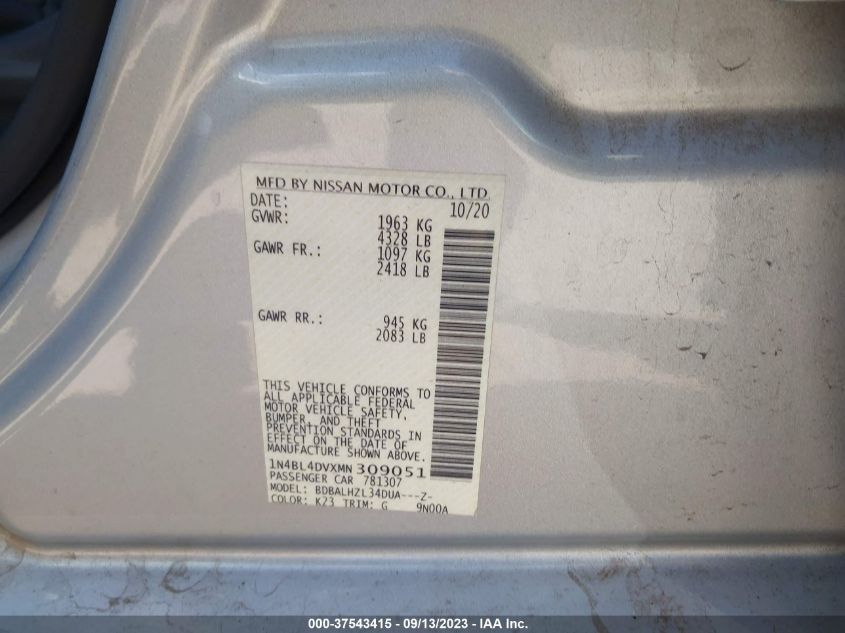 MFD BY NISSAN MOTOR CO., LTD.
DATE: 10/20
GVWR: 1963 KG
4328 LB
GAWR FR.: 1097 KG
2418 LB
GAWR RR.: 945 KG
2083 LB
THIS VEHICLE CONFORMS TO
ALL APPLICABLE FEDERAL
MOTOR VEHICLE SAFETY,
BUMPER, AND THEFT
PREVENTION STANDARDS IN
EFFECT ON THE DATE OF
MANUFACTURE SHOWN ABOVE.
1N4BL4DVXMN 309051
PASSENGER CAR 781307
MODEL: BDBALHZL34DUA---Z-
COLOR: K23 TRIM: G 9N00A
000-37543415 - 09/13/2023 - IAA Inc.